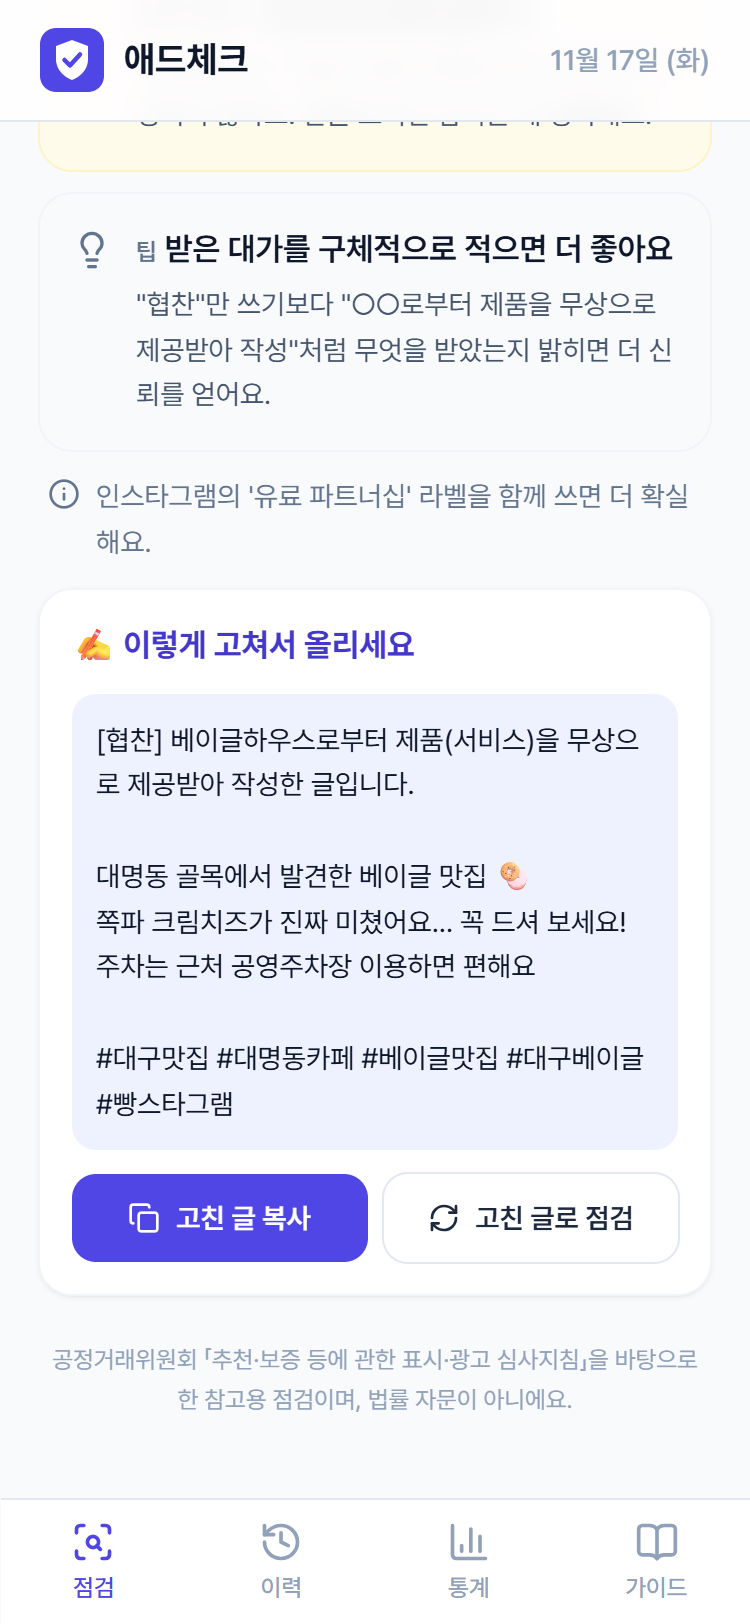 애드체크
11월 17일 (화)
팁 받은 대가를 구체적으로 적으면 더 좋아요
"협찬"만 쓰기보다 "○○로부터 제품을 무상으로
제공받아 작성"처럼 무엇을 받았는지 밝히면 더 신
뢰를 얻어요.
인스타그램의 '유료 파트너십' 라벨을 함께 쓰면 더 확실
해요.
✍️ 이렇게 고쳐서 올리세요
[협찬] 베이글하우스로부터 제품(서비스)을 무상으
로 제공받아 작성한 글입니다.
대명동 골목에서 발견한 베이글 맛집 🥯
쪽파 크림치즈가 진짜 미쳤어요... 꼭 드셔 보세요!
주차는 근처 공영주차장 이용하면 편해요
#대구맛집 #대명동카페 #베이글맛집 #대구베이글
#빵스타그램
고친 글 복사
고친 글로 점검
공정거래위원회 「추천·보증 등에 관한 표시·광고 심사지침」을 바탕으로
한 참고용 점검이며, 법률 자문이 아니에요.
점검
이력
통계
가이드